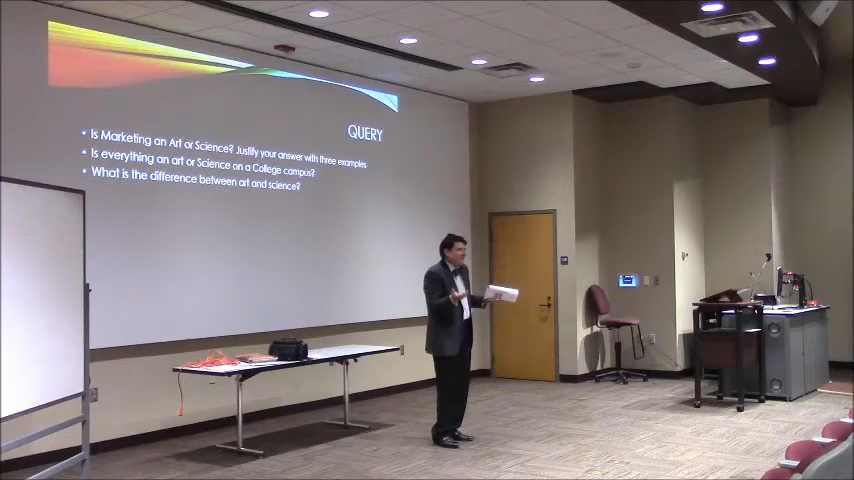 QUERY
• Is Marketing an Art or Science? Justify your answer with three examples
• Is everything an art or Science on a College campus?
• What is the difference between art and science?